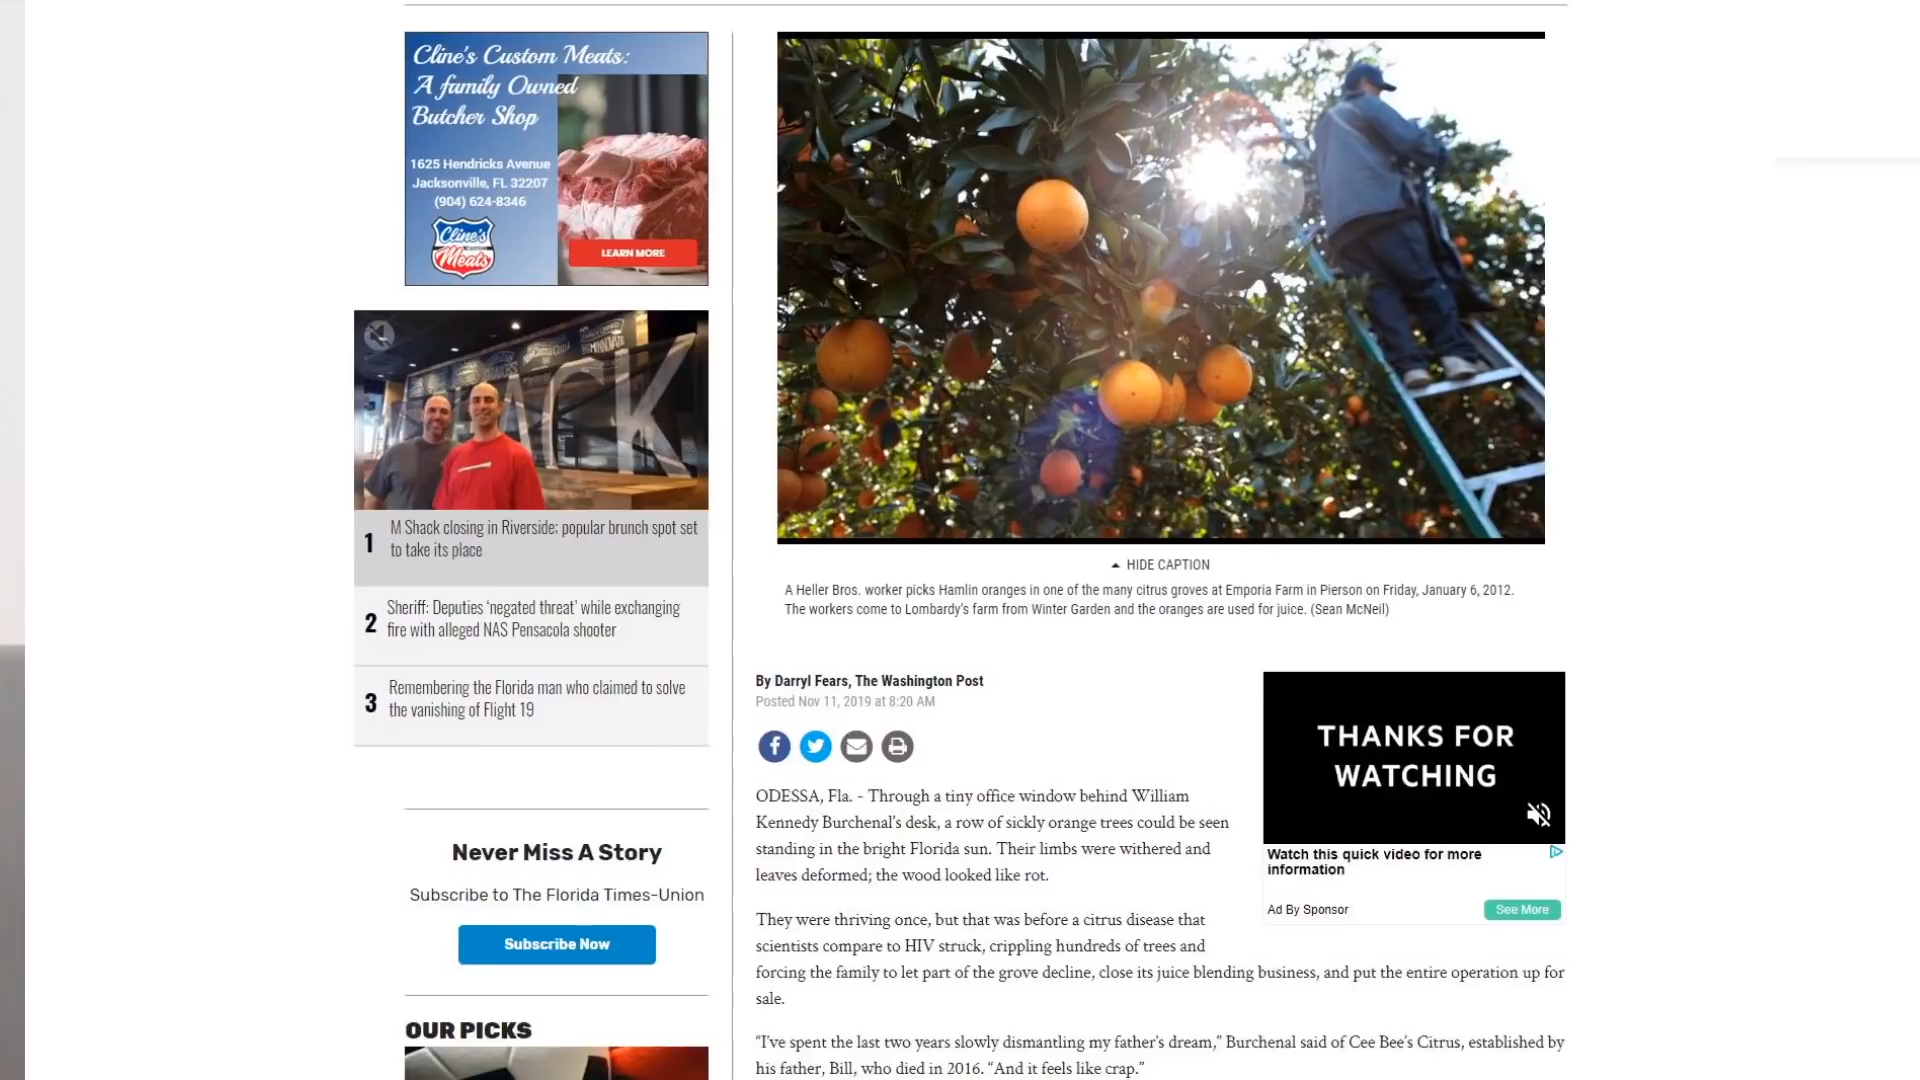 Cline's Custom Meats:
A family Owned
Butcher Shop
1625 Hendricks Avenue
Jacksonville, FL 32207
(904) 624-8346
Cline's
Meats
LEARN MORE
ACK
1
M Shack closing in Riverside; popular brunch spot set
to take its place
2
Sheriff: Deputies ‘negated threat’ while exchanging
fire with alleged NAS Pensacola shooter
3
Remembering the Florida man who claimed to solve
the vanishing of Flight 19
Never Miss A Story
Subscribe to The Florida Times-Union
Subscribe Now
OUR PICKS
HIDE CAPTION
A Heller Bros. worker picks Hamlin oranges in one of the many citrus groves at Emporia Farm in Pierson on Friday, January 6, 2012.
The workers come to Lombardy’s farm from Winter Garden and the oranges are used for juice. (Sean McNeil)
By Darryl Fears, The Washington Post
Posted Nov 11, 2019 at 8:20 AM
ODESSA, Fla. - Through a tiny office window behind William
Kennedy Burchenal’s desk, a row of sickly orange trees could be seen
standing in the bright Florida sun. Their limbs were withered and
leaves deformed; the wood looked like rot.
They were thriving once, but that was before a citrus disease that
scientists compare to HIV struck, crippling hundreds of trees and
forcing the family to let part of the grove decline, close its juice blending business, and put the entire operation up for
sale.
“I’ve spent the last two years slowly dismantling my father’s dream,” Burchenal said of Cee Bee’s Citrus, established by
his father, Bill, who died in 2016. “And it feels like crap.”
THANKS FOR
WATCHING
Watch this quick video for more
information
Ad By Sponsor
See More